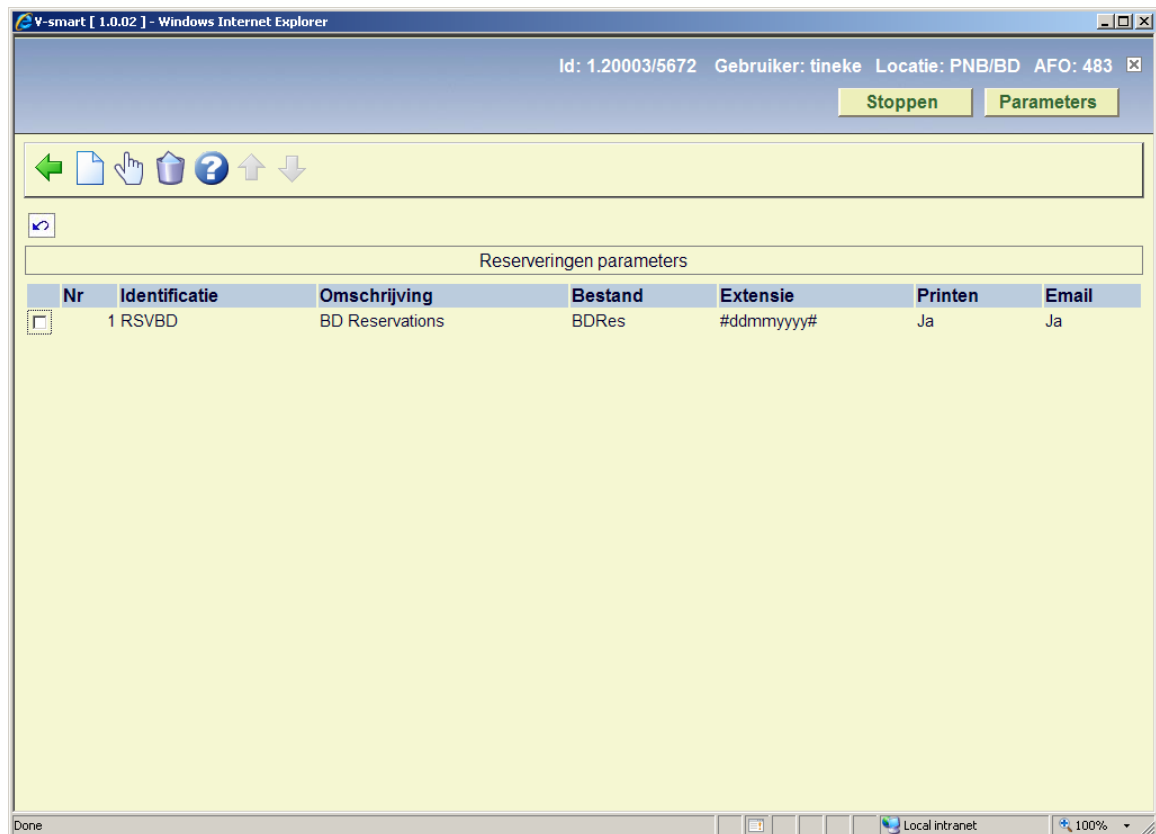 V-smart [ 1.0.02 ] - Windows Internet Explorer
Id: 1.20003/5672 Gebruiker: tineke Locatie: PNB/BD AFO: 483
Stoppen Parameters
Reserveringen parameters
Nr Identificatie Omschrijving Bestand Extensie Printen Email
1 RSVBD BD Reservations BDRes #ddmmyyyy# Ja Ja
Done Local intranet 100%